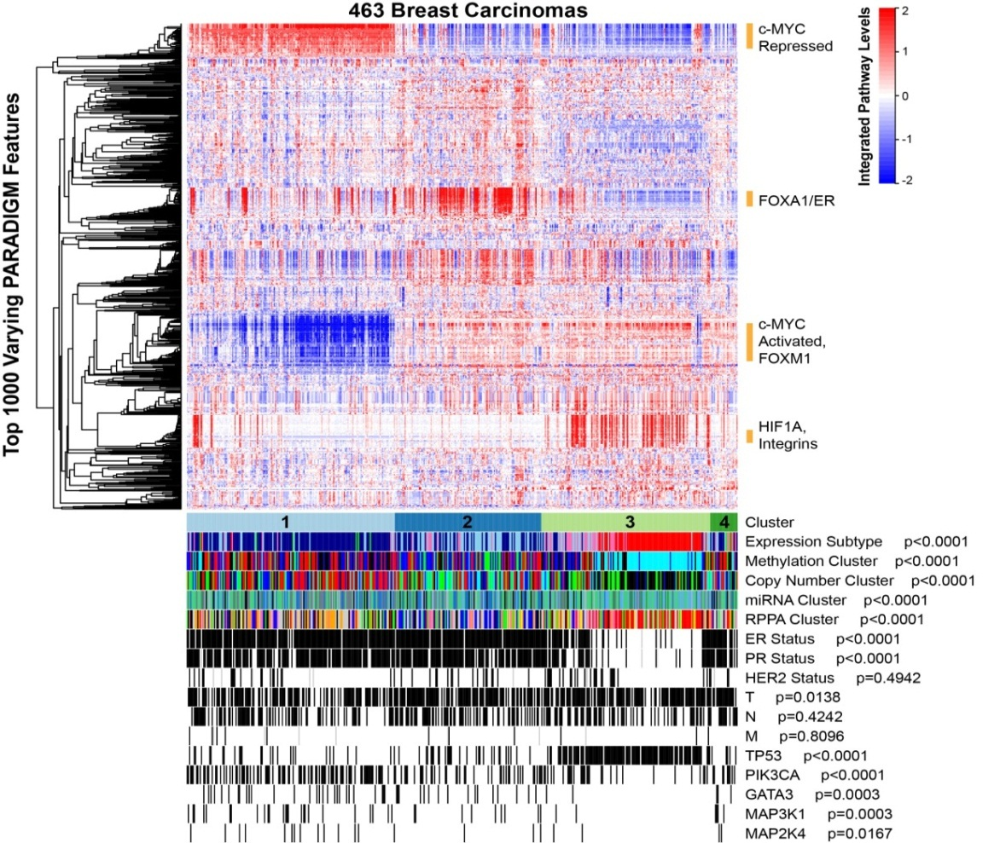 463 Breast Carcinomas
Top 1000 Varying PARADIGM Features
c-MYC
Repressed
FOXA1/ER
c-MYC
Activated,
FOXM1
HIF1A,
Integrins
Integrated Pathway Levels
2
1
0
-1
-2
1 2 3 4 Cluster
Expression Subtype p<0.0001
Methylation Cluster p<0.0001
Copy Number Cluster p<0.0001
miRNA Cluster p<0.0001
RPPA Cluster p<0.0001
ER Status p<0.0001
PR Status p<0.0001
HER2 Status p=0.4942
T p=0.0138
N p=0.4242
M p=0.8096
TP53 p<0.0001
PIK3CA p<0.0001
GATA3 p=0.0003
MAP3K1 p=0.0003
MAP2K4 p=0.0167